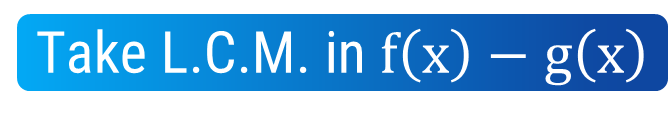 Take L.C.M. in f(x) − g(x)